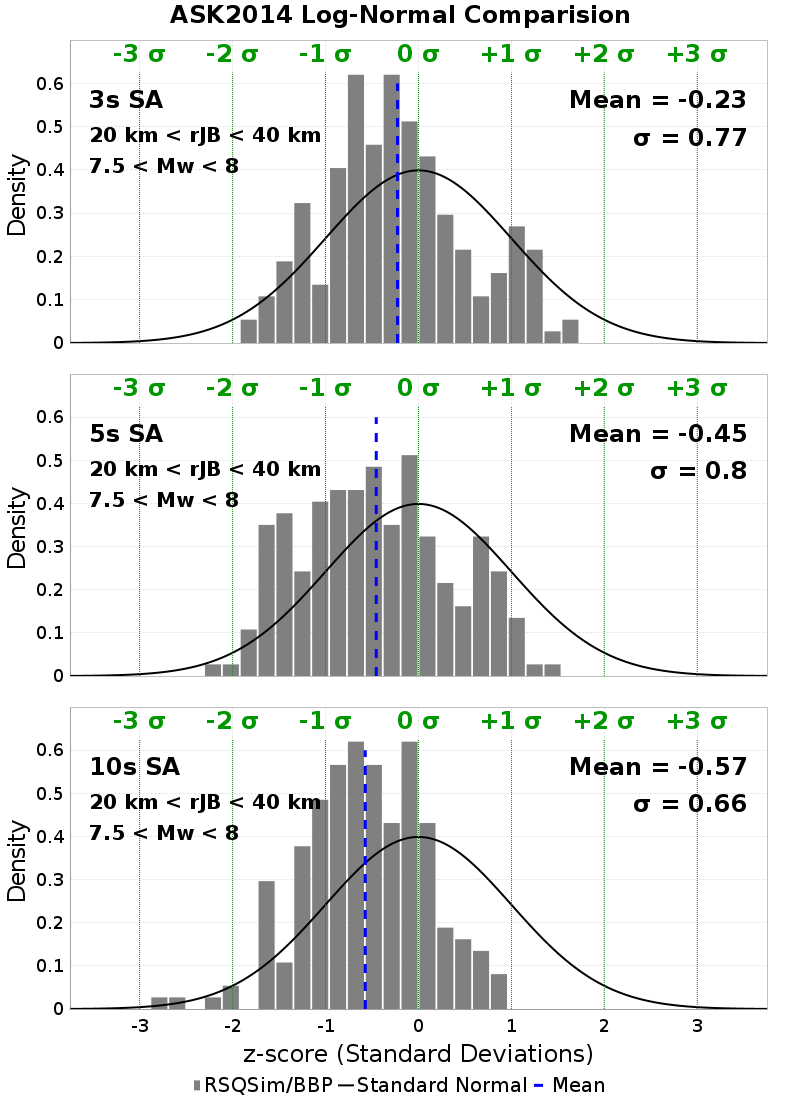 ASK2014 Log-Normal Comparision
-3 σ -2 σ -1 σ 0 σ +1 σ +2 σ +3 σ
3s SA
20 km < rJB < 40 km
7.5 < Mw < 8
Mean = -0.23
σ = 0.77
Density
0.6
0.5
0.4
0.3
0.2
0.1
0
-3 σ -2 σ -1 σ 0 σ +1 σ +2 σ +3 σ
5s SA
20 km < rJB < 40 km
7.5 < Mw < 8
Mean = -0.45
σ = 0.8
Density
0.6
0.5
0.4
0.3
0.2
0.1
0
-3 σ -2 σ -1 σ 0 σ +1 σ +2 σ +3 σ
10s SA
20 km < rJB < 40 km
7.5 < Mw < 8
Mean = -0.57
σ = 0.66
Density
0.6
0.5
0.4
0.3
0.2
0.1
0
-3 -2 -1 0 1 2 3
z-score (Standard Deviations)
RSQSim/BBP Standard Normal Mean